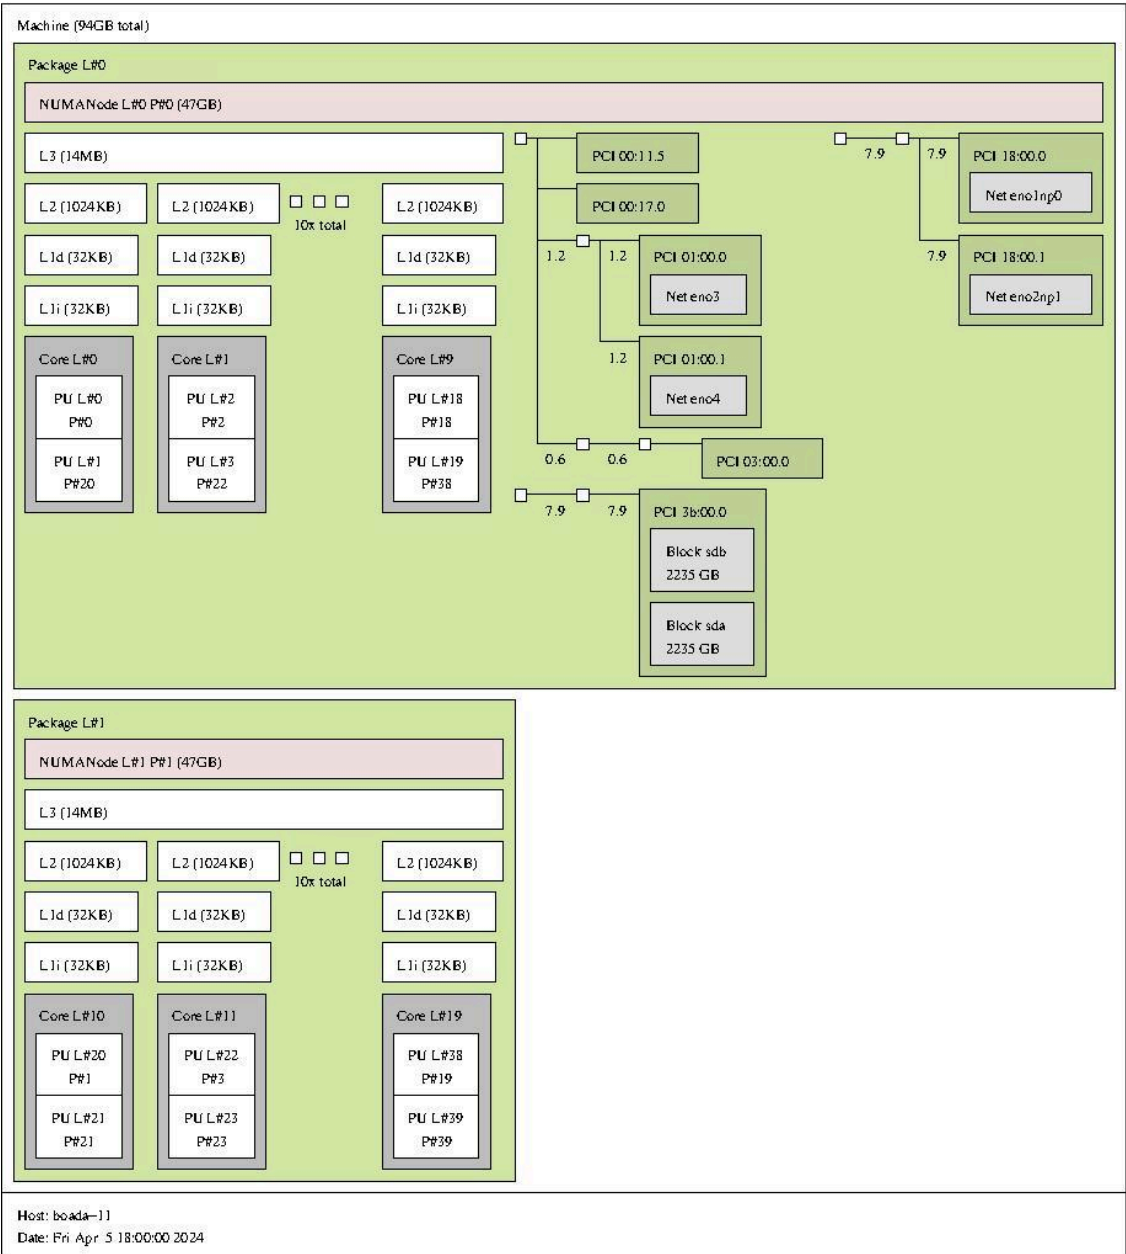 Machine (94GB total)
Package L#0
NUMANode L#0 P#0 (47GB)
L3 (14MB)
PCI 00:11.5
7.9
7.9
PCI 18:00.0
Net eno1np0
L2 (1024KB)
L2 (1024KB)
10x total
L2 (1024KB)
PCI 00:17.0
L1d (32KB)
L1d (32KB)
L1d (32KB)
1.2
1.2
PCI 01:00.0
Net eno3
7.9
PCI 18:00.1
Net eno2np1
L1i (32KB)
L1i (32KB)
L1i (32KB)
Core L#0
PU L#0
P#0
PU L#1
P#20
Core L#1
PU L#2
P#2
PU L#3
P#22
Core L#9
PU L#18
P#18
PU L#19
P#38
1.2
PCI 01:00.1
Net eno4
0.6
0.6
PCI 03:00.0
7.9
7.9
PCI 3b:00.0
Block sdb
2235 GB
Block sda
2235 GB
Package L#1
NUMANode L#1 P#1 (47GB)
L3 (14MB)
L2 (1024KB)
L2 (1024KB)
10x total
L2 (1024KB)
L1d (32KB)
L1d (32KB)
L1d (32KB)
L1i (32KB)
L1i (32KB)
L1i (32KB)
Core L#10
PU L#20
P#1
PU L#21
P#21
Core L#11
PU L#22
P#3
PU L#23
P#23
Core L#19
PU L#38
P#19
PU L#39
P#39
Host: boada-11
Date: Fri Apr 5 18:00:00 2024